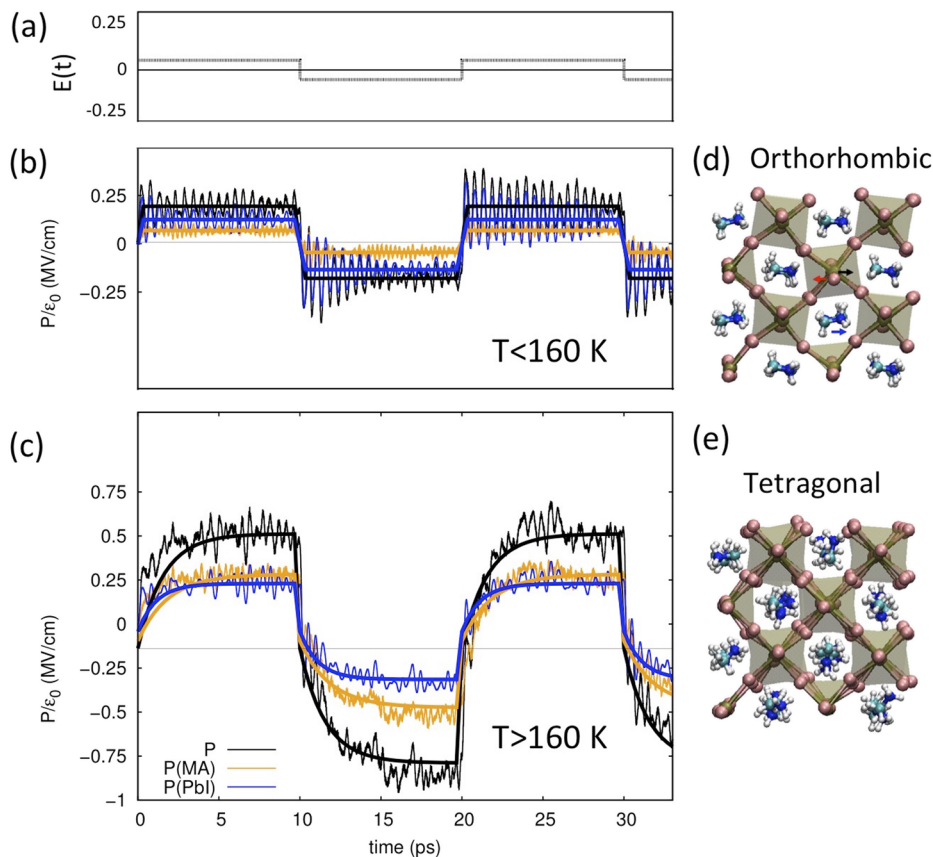 (a)
E(t)
0.25
0
-0.25
(b)
P/ε₀ (MV/cm)
0.25
0
-0.25
T<160 K
(d) Orthorhombic
(c)
P/ε₀ (MV/cm)
0.75
0.5
0.25
0
-0.25
-0.5
-0.75
-1
T>160 K
P
P(MA)
P(PbI)
0 5 10 15 20 25 30
time (ps)
(e)
Tetragonal